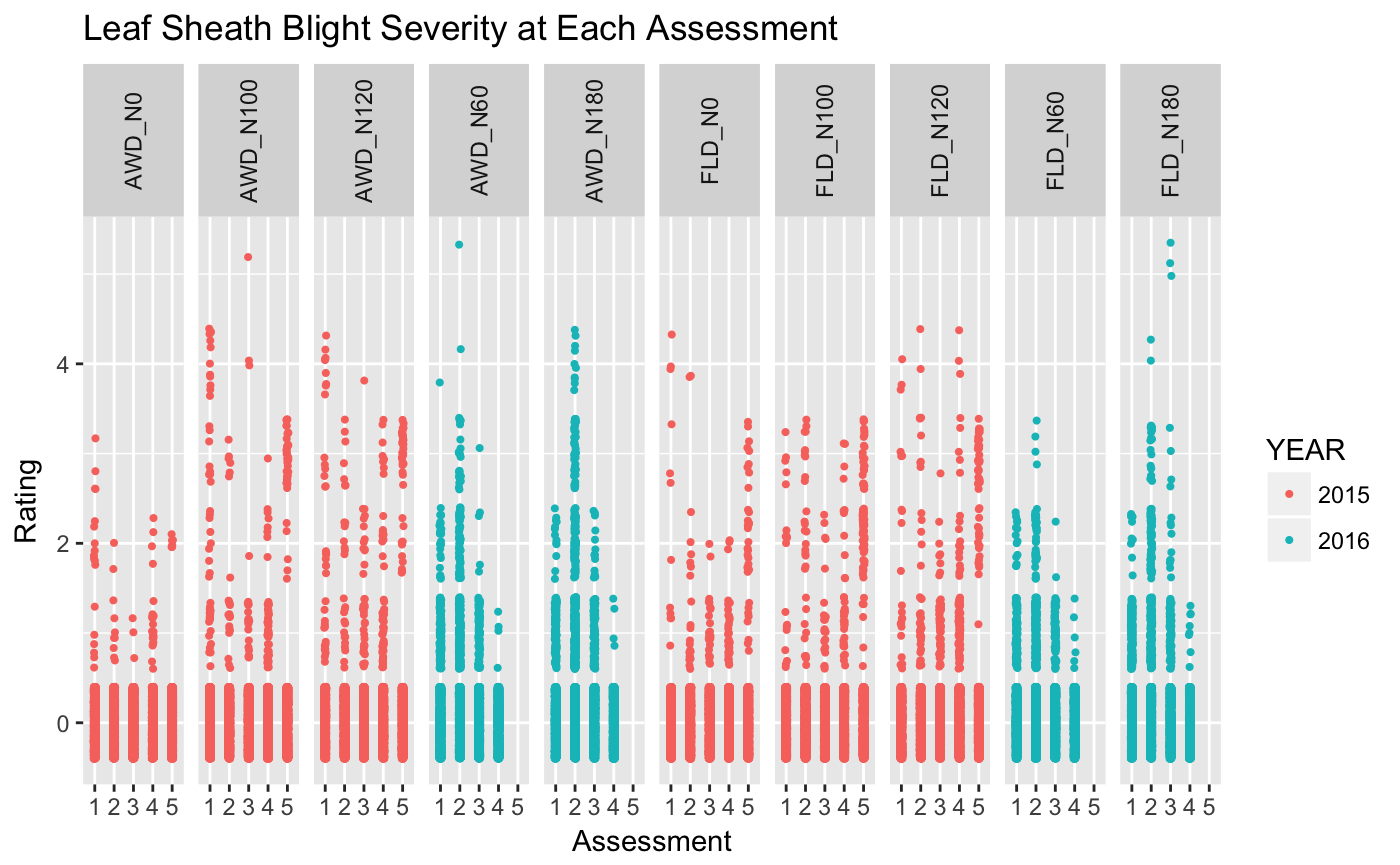 Leaf Sheath Blight Severity at Each Assessment
AWD_N0 AWD_N100 AWD_N120 AWD_N60 AWD_N180 FLD_N0 FLD_N100 FLD_N120 FLD_N60 FLD_N180
Rating
4
2
0
1 2 3 4 5 1 2 3 4 5 1 2 3 4 5 1 2 3 4 5 1 2 3 4 5 1 2 3 4 5 1 2 3 4 5 1 2 3 4 5 1 2 3 4 5 1 2 3 4 5
Assessment
YEAR
2015
2016